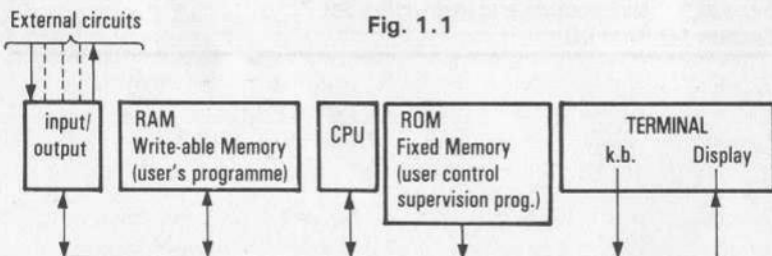 External circuits
Fig. 1.1
input/
output
RAM
Write-able Memory
(user's programme)
CPU
ROM
Fixed Memory
(user control
supervision prog.)
TERMINAL
k.b. Display